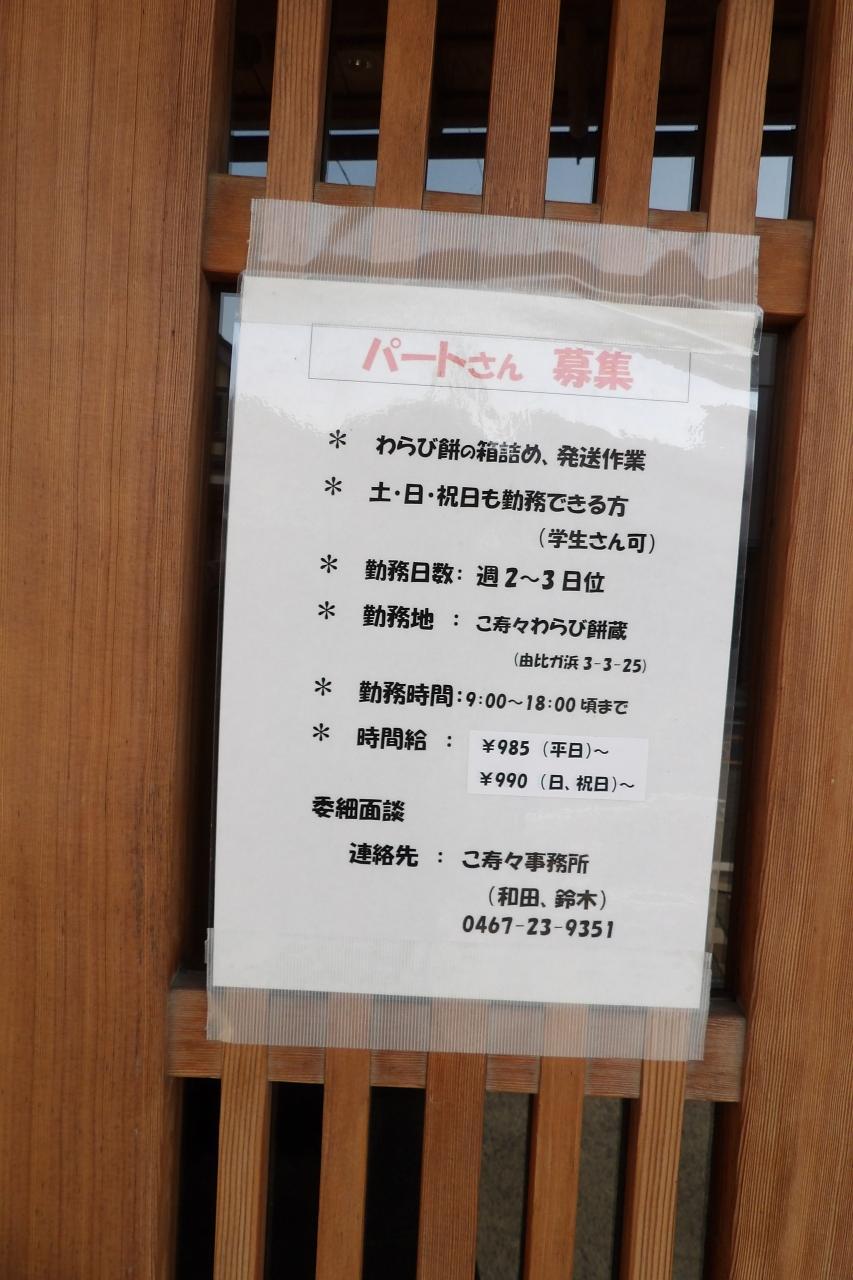 パートさん 募集
＊ わらび餅の箱詰め、発送作業
＊ 土・日・祝日も勤務できる方
（学生さん可）
＊ 勤務日数： 週2～3日位
＊ 勤務地 ： こ寿々わらび餅蔵
（由比ガ浜3-3-25）
＊ 勤務時間：9:00～18:00頃まで
＊ 時間給 ： ￥985（平日）～
￥990（日、祝日）～
委細面談
連絡先 ： こ寿々事務所
（和田、鈴木）
0467-23-9351